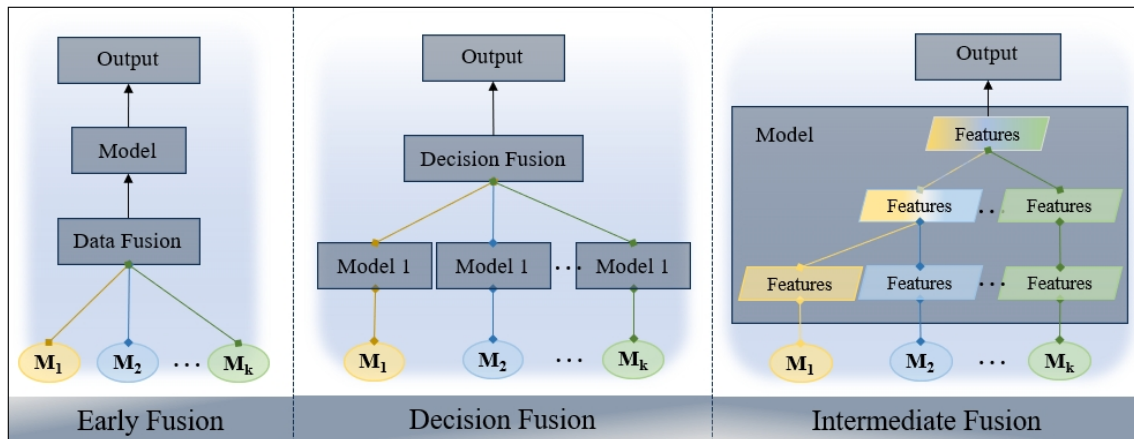 Output
Model
Data Fusion
M1 M2 ... Mk
Early Fusion
Output
Decision Fusion
Model 1 Model 1 ... Model 1
M1 M2 ... Mk
Decision Fusion
Output
Model
Features
Features ... Features
Features Features ... Features
M1 M2 ... Mk
Intermediate Fusion